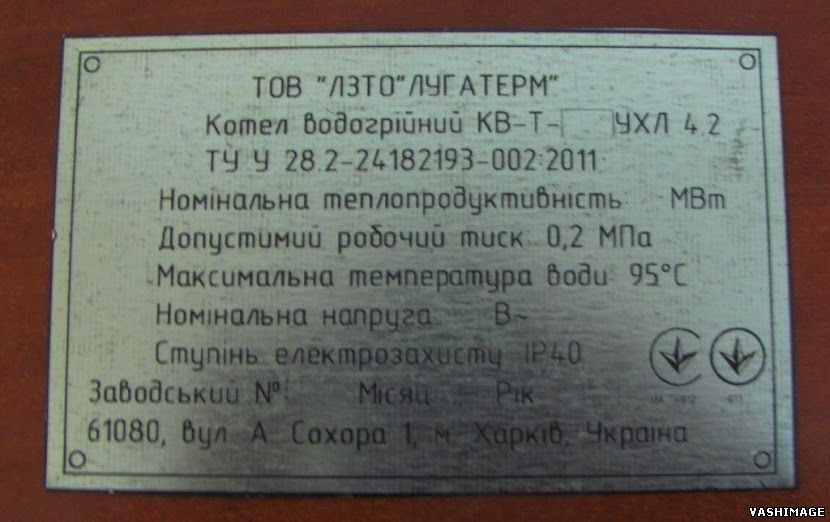 ТОВ "ЛЗТО"ЛУГАТЕРМ"
Котел водогрійний КВ-Т- УХЛ 4.2
ТУ У 28.2-24182193-002:2011
Номінальна теплопродуктивність МВт
Допустимий робочий тиск: 0,2 МПа
Максимальна температура води 95°С
Номінальна напруга В~
Ступінь електрозахисту IP40
Заводський № Місяц Рік
61080, вул А Сохора 1, м. Харків, Україна
VASHIMAGE